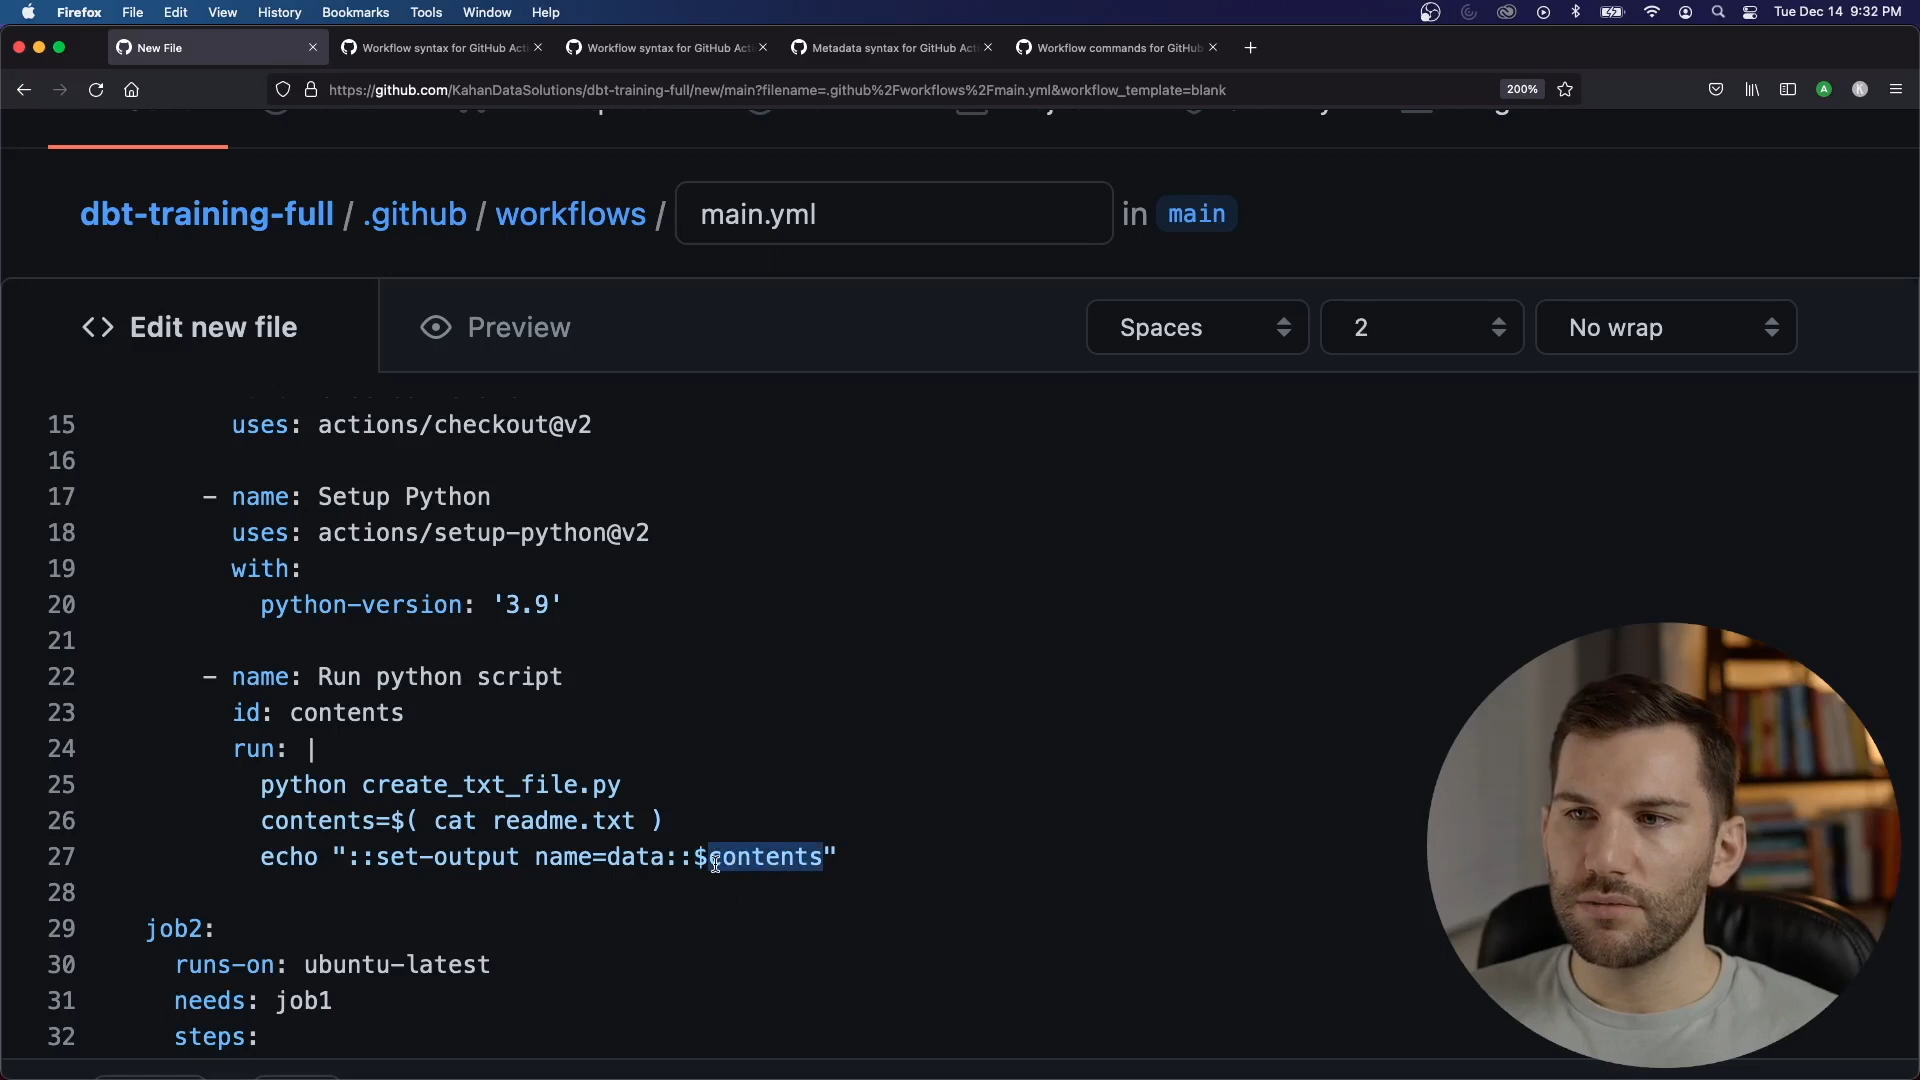 Firefox File Edit View History Bookmarks Tools Window Help Tue Dec 14 9:32 PM
New File Workflow syntax for GitHub Acti Workflow syntax for GitHub Acti Metadata syntax for GitHub Acti Workflow commands for GitHub
https://github.com/KahanDataSolutions/dbt-training-full/new/main?filename=.github%2Fworkflows%2Fmain.yml&workflow_template=blank 200% A K
dbt-training-full / .github / workflows / main.yml in main
<> Edit new file Preview Spaces 2 No wrap
15 uses: actions/checkout@v2
16
17 - name: Setup Python
18 uses: actions/setup-python@v2
19 with:
20 python-version: '3.9'
21
22 - name: Run python script
23 id: contents
24 run: |
25 python create_txt_file.py
26 contents=$( cat readme.txt )
27 echo "::set-output name=data::$contents"
28
29 job2:
30 runs-on: ubuntu-latest
31 needs: job1
32 steps: